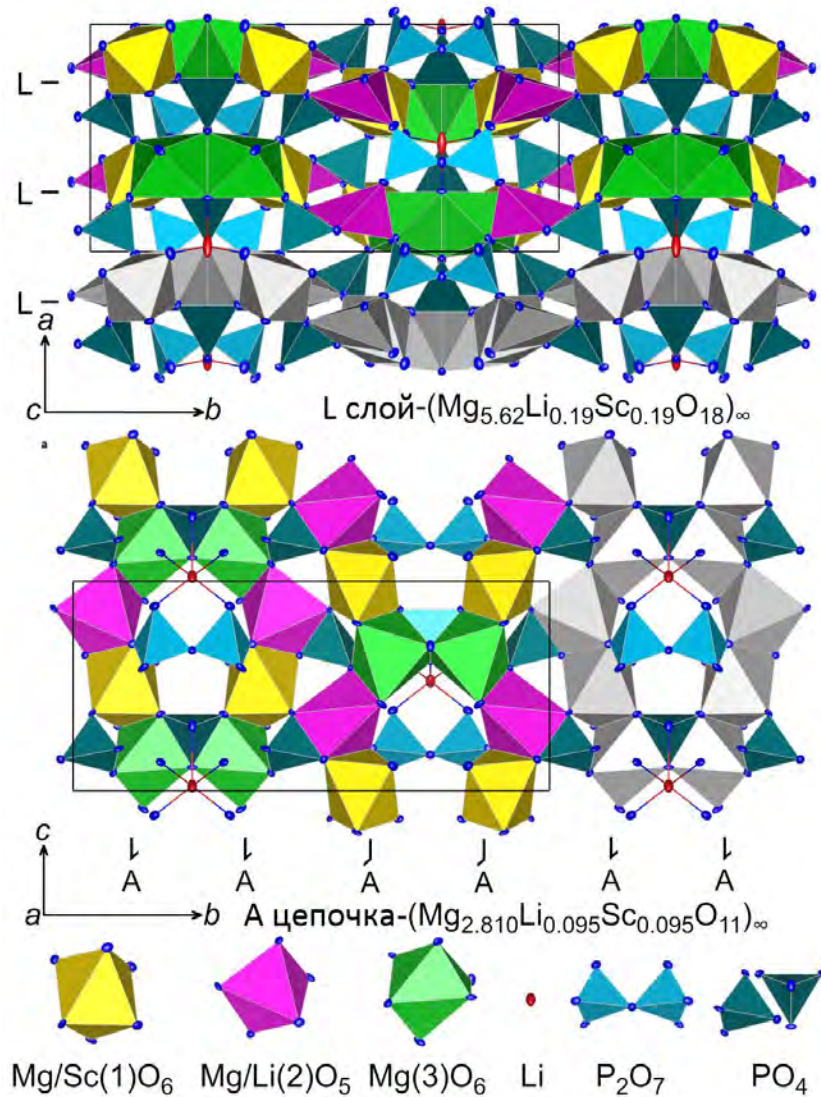 L –
L –
L –
a
c
b
L слой-(Mg5.62Li0.19Sc0.19O18)∞
a
A A A A A A
c
a
b
A цепочка-(Mg2.810Li0.095Sc0.095O11)∞
Mg/Sc(1)O6 Mg/Li(2)O5 Mg(3)O6 Li P2O7 PO4